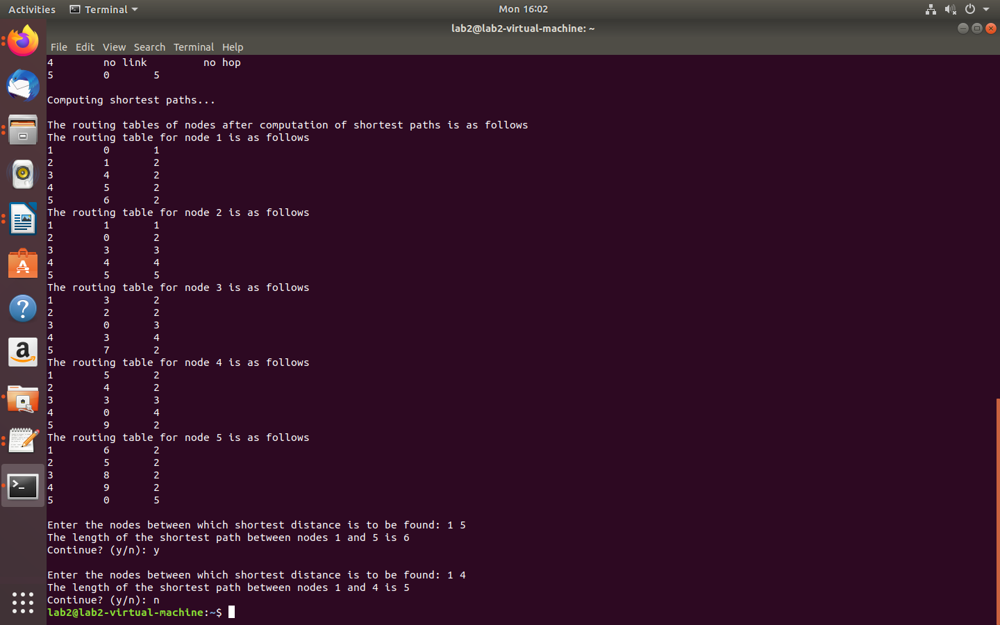 Activities Terminal Mon 16:02
lab2@lab2-virtual-machine: ~
File Edit View Search Terminal Help
4 no link no hop
5 0 5
Computing shortest paths...
The routing tables of nodes after computation of shortest paths is as follows
The routing table for node 1 is as follows
1 0 1
2 1 2
3 4 2
4 5 2
5 6 2
The routing table for node 2 is as follows
1 1 1
2 0 2
3 3 3
4 4 4
5 5 5
The routing table for node 3 is as follows
1 3 2
2 2 2
3 0 3
4 3 4
5 7 2
The routing table for node 4 is as follows
1 5 2
2 4 2
3 3 3
4 0 4
5 9 2
The routing table for node 5 is as follows
1 6 2
2 5 2
3 8 2
4 9 2
5 0 5
Enter the nodes between which shortest distance is to be found: 1 5
The length of the shortest path between nodes 1 and 5 is 6
Continue? (y/n): y
Enter the nodes between which shortest distance is to be found: 1 4
The length of the shortest path between nodes 1 and 4 is 5
Continue? (y/n): n
lab2@lab2-virtual-machine:~$